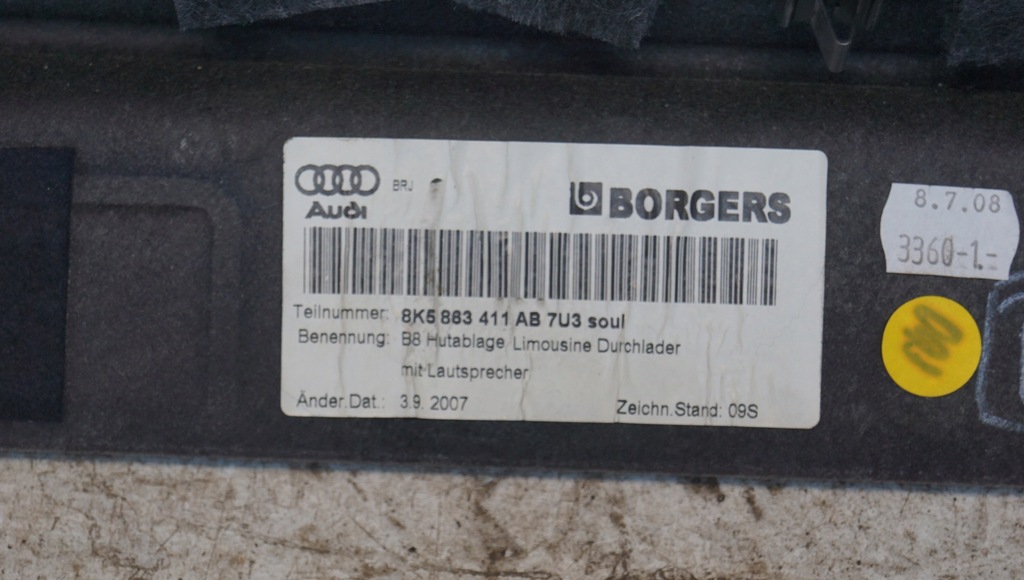 Audi BRJ
b BORGERS
Teilnummer: 8K5 863 411 AB 7U3 soul
Benennung: B8 Hutablage Limousine Durchlader
mit Lautsprecher
Änder.Dat.: 3.9. 2007 Zeichn.Stand: 09S
8.7.08
3360-1.-